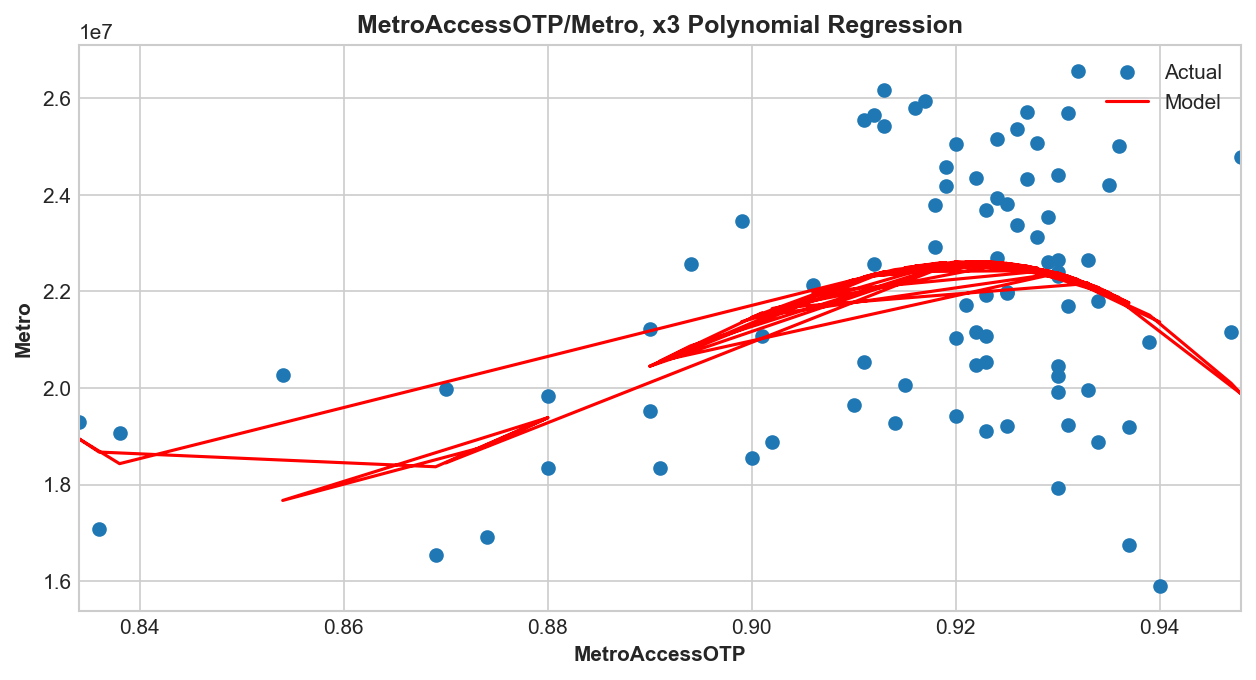 MetroAccessOTP/Metro, x3 Polynomial Regression
1e7
Actual
Model
2.6
2.4
2.2
2.0
1.8
1.6
Metro
0.84
0.86
0.88
0.90
0.92
0.94
MetroAccessOTP